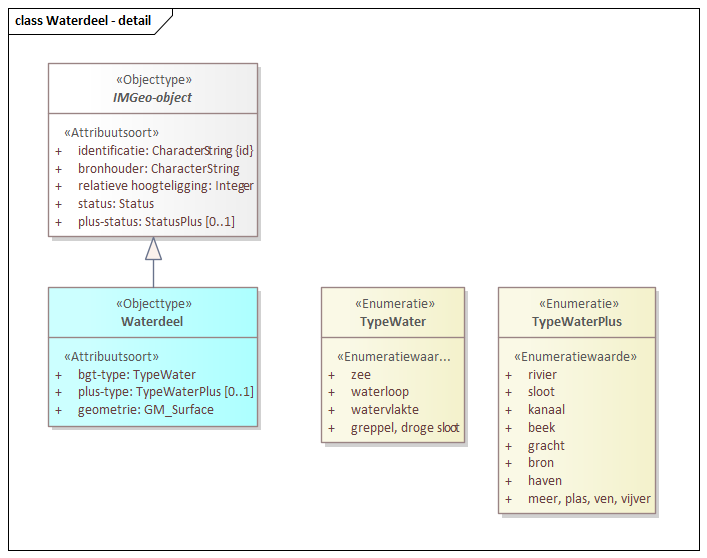 class Waterdeel - detail
«Objecttype»
IMGeo-object
«Attribuutsoort»
+ identificatie: CharacterString {id}
+ bronhouder: CharacterString
+ relatieve hoogteligging: Integer
+ status: Status
+ plus-status: StatusPlus [0..1]
«Objecttype»
Waterdeel
«Attribuutsoort»
+ bgt-type: TypeWater
+ plus-type: TypeWaterPlus [0..1]
+ geometrie: GM_Surface
«Enumeratie»
TypeWater
«Enumeratiewaar...
+ zee
+ waterloop
+ watervlakte
+ greppel, droge sloot
«Enumeratie»
TypeWaterPlus
«Enumeratiewaarde»
+ rivier
+ sloot
+ kanaal
+ beek
+ gracht
+ bron
+ haven
+ meer, plas, ven, vijver